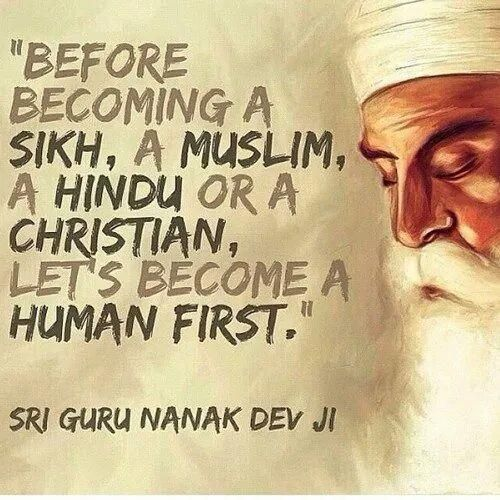 "BEFORE
BECOMING A
SIKH, A MUSLIM,
A HINDU OR A
CHRISTIAN,
LET'S BECOME A
HUMAN FIRST."
SRI GURU NANAK DEV JI